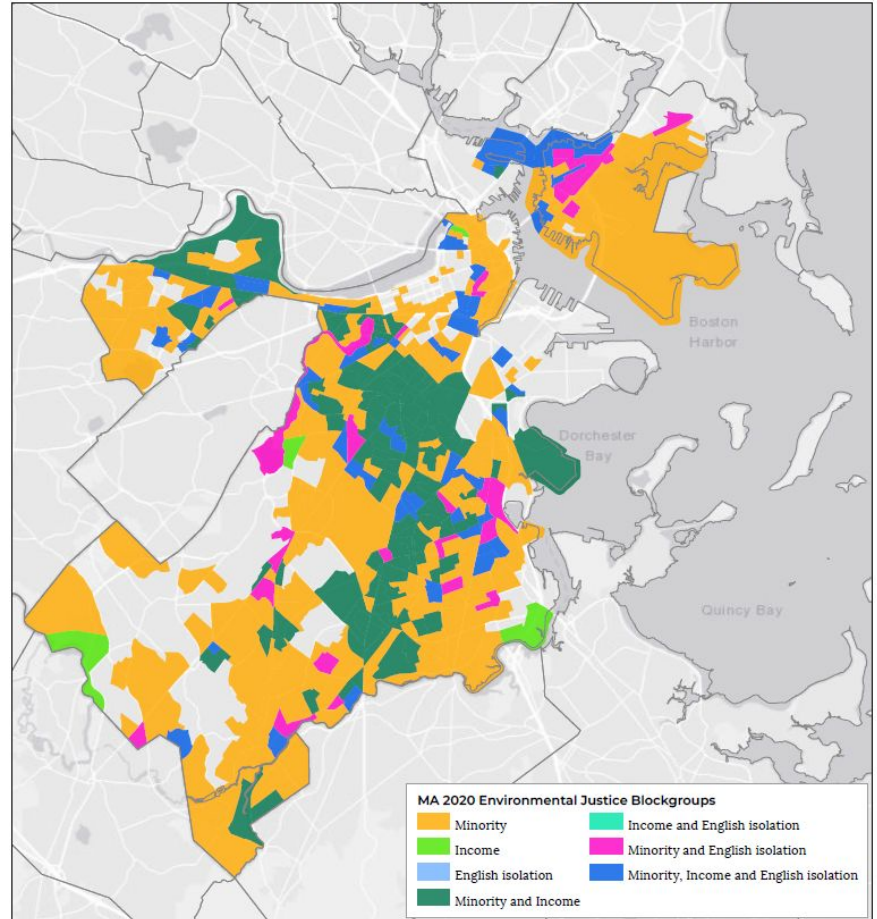 Boston
Harbor
Dorchester
Bay
Quincy Bay
MA 2020 Environmental Justice Blockgroups
Minority
Income
English isolation
Minority and Income
Income and English isolation
Minority and English isolation
Minority, Income and English isolation